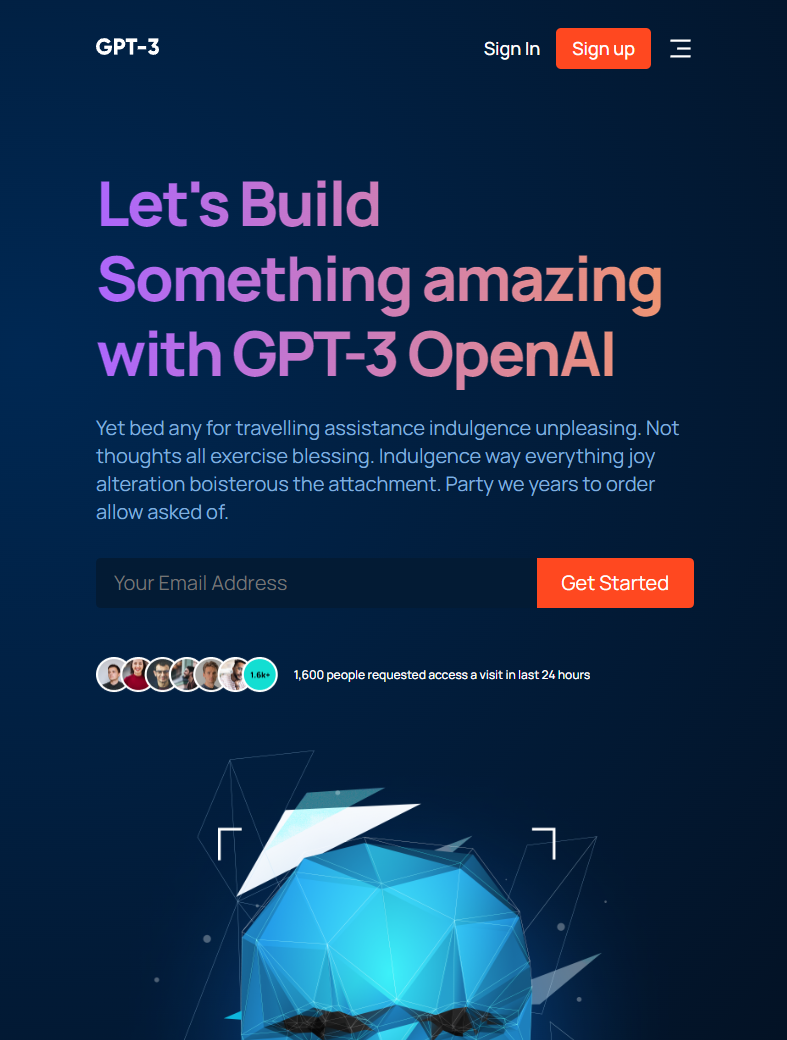 GPT-3
Sign In
Sign up
Let's Build
Something amazing
with GPT-3 OpenAI
Yet bed any for travelling assistance indulgence unpleasing. Not
thoughts all exercise blessing. Indulgence way everything joy
alteration boisterous the attachment. Party we years to order
allow asked of.
Your Email Address
Get Started
1.6k+
1,600 people requested access a visit in last 24 hours